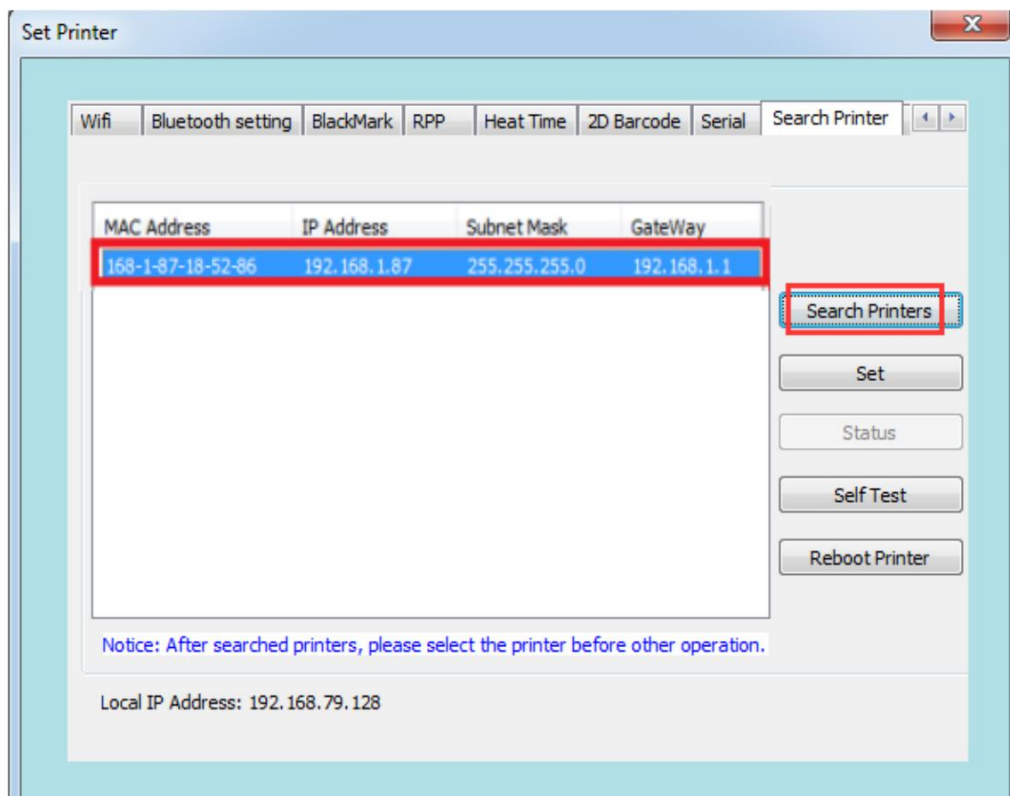 Set Printer
Wifi Bluetooth setting BlackMark RPP Heat Time 2D Barcode Serial Search Printer
MAC Address IP Address Subnet Mask GateWay
168-1-87-18-52-86 192.168.1.87 255.255.255.0 192.168.1.1
Search Printers
Set
Status
Self Test
Reboot Printer
Notice: After searched printers, please select the printer before other operation.
Local IP Address: 192.168.79.128